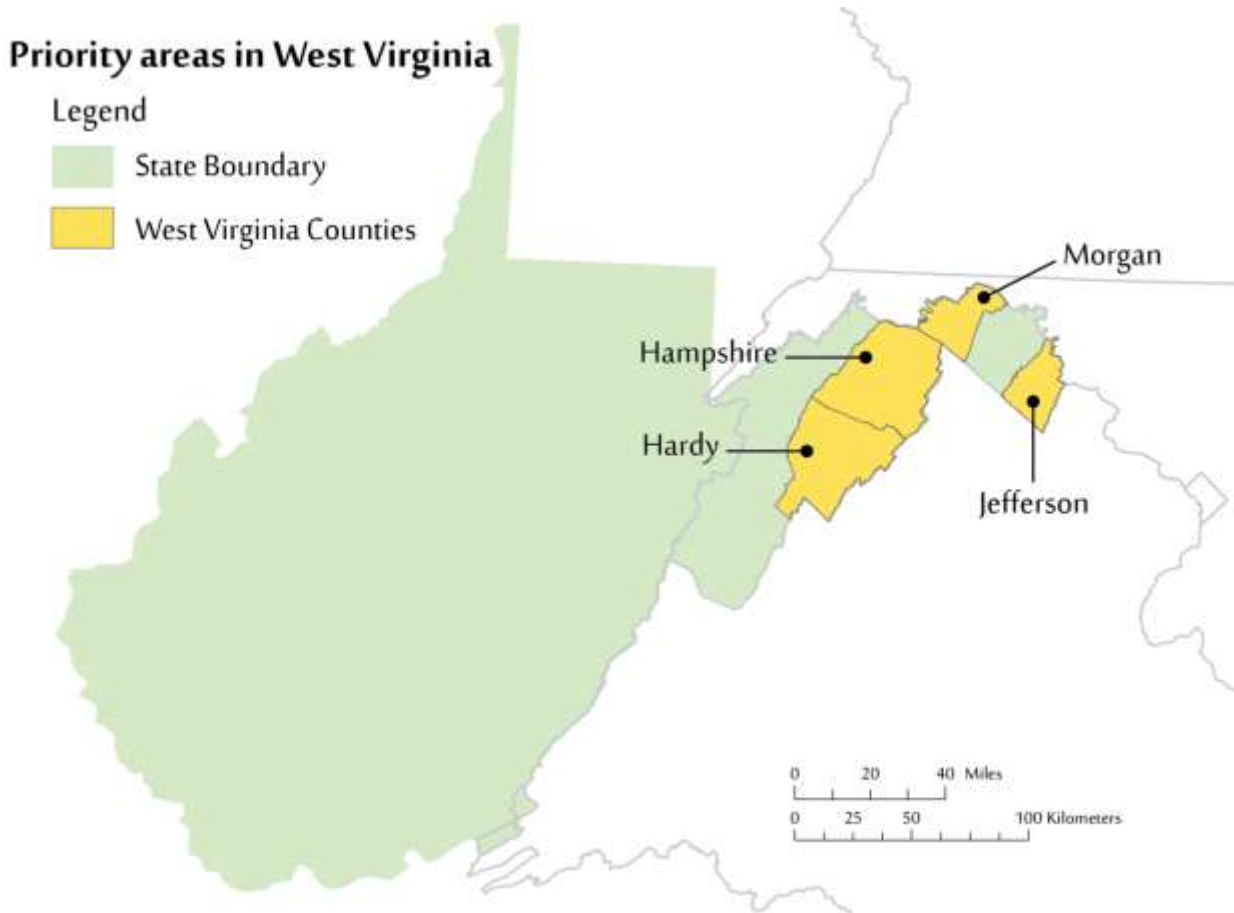 Priority areas in West Virginia
Legend
State Boundary
West Virginia Counties
Morgan
Hampshire
Hardy
Jefferson
0 20 40 Miles
0 25 50 100 Kilometers